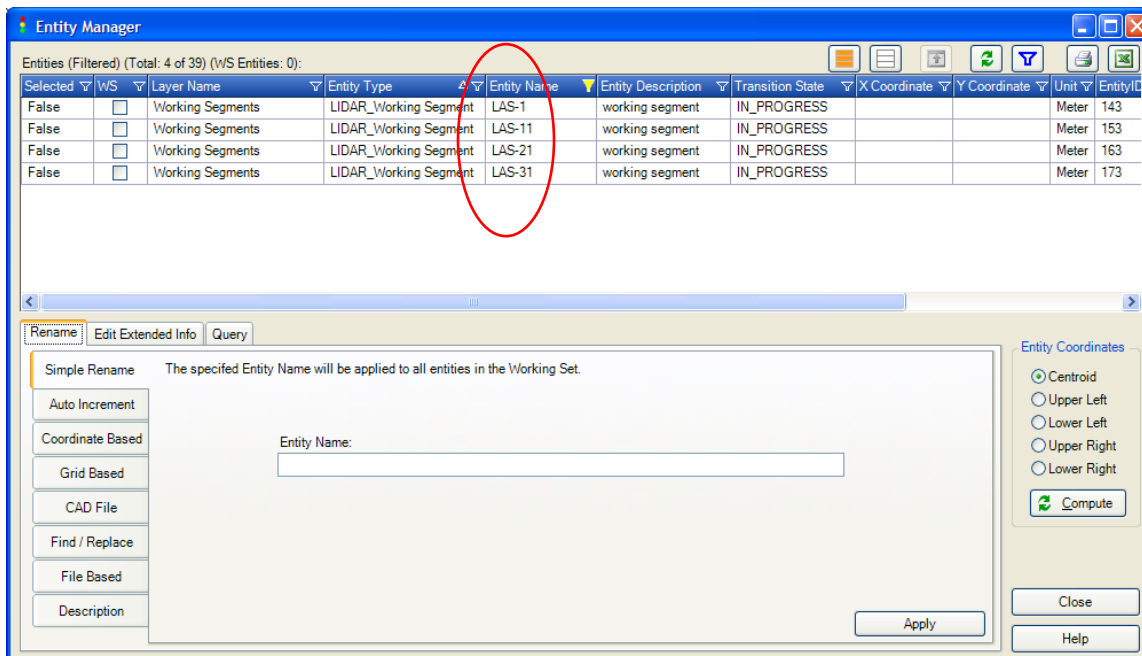 Entity Manager
Entities (Filtered) (Total: 4 of 39) (WS Entities: 0):
Selected WS Layer Name Entity Type Entity Name Entity Description Transition State X Coordinate Y Coordinate Unit EntityID
False Working Segments LIDAR_Working Segment LAS-1 working segment IN_PROGRESS Meter 143
False Working Segments LIDAR_Working Segment LAS-11 working segment IN_PROGRESS Meter 153
False Working Segments LIDAR_Working Segment LAS-21 working segment IN_PROGRESS Meter 163
False Working Segments LIDAR_Working Segment LAS-31 working segment IN_PROGRESS Meter 173
Rename Edit Extended Info Query
Simple Rename
Auto Increment
Coordinate Based
Grid Based
CAD File
Find / Replace
File Based
Description
The specifed Entity Name will be applied to all entities in the Working Set.
Entity Name:
Apply
Entity Coordinates
Centroid
Upper Left
Lower Left
Upper Right
Lower Right
Compute
Close
Help